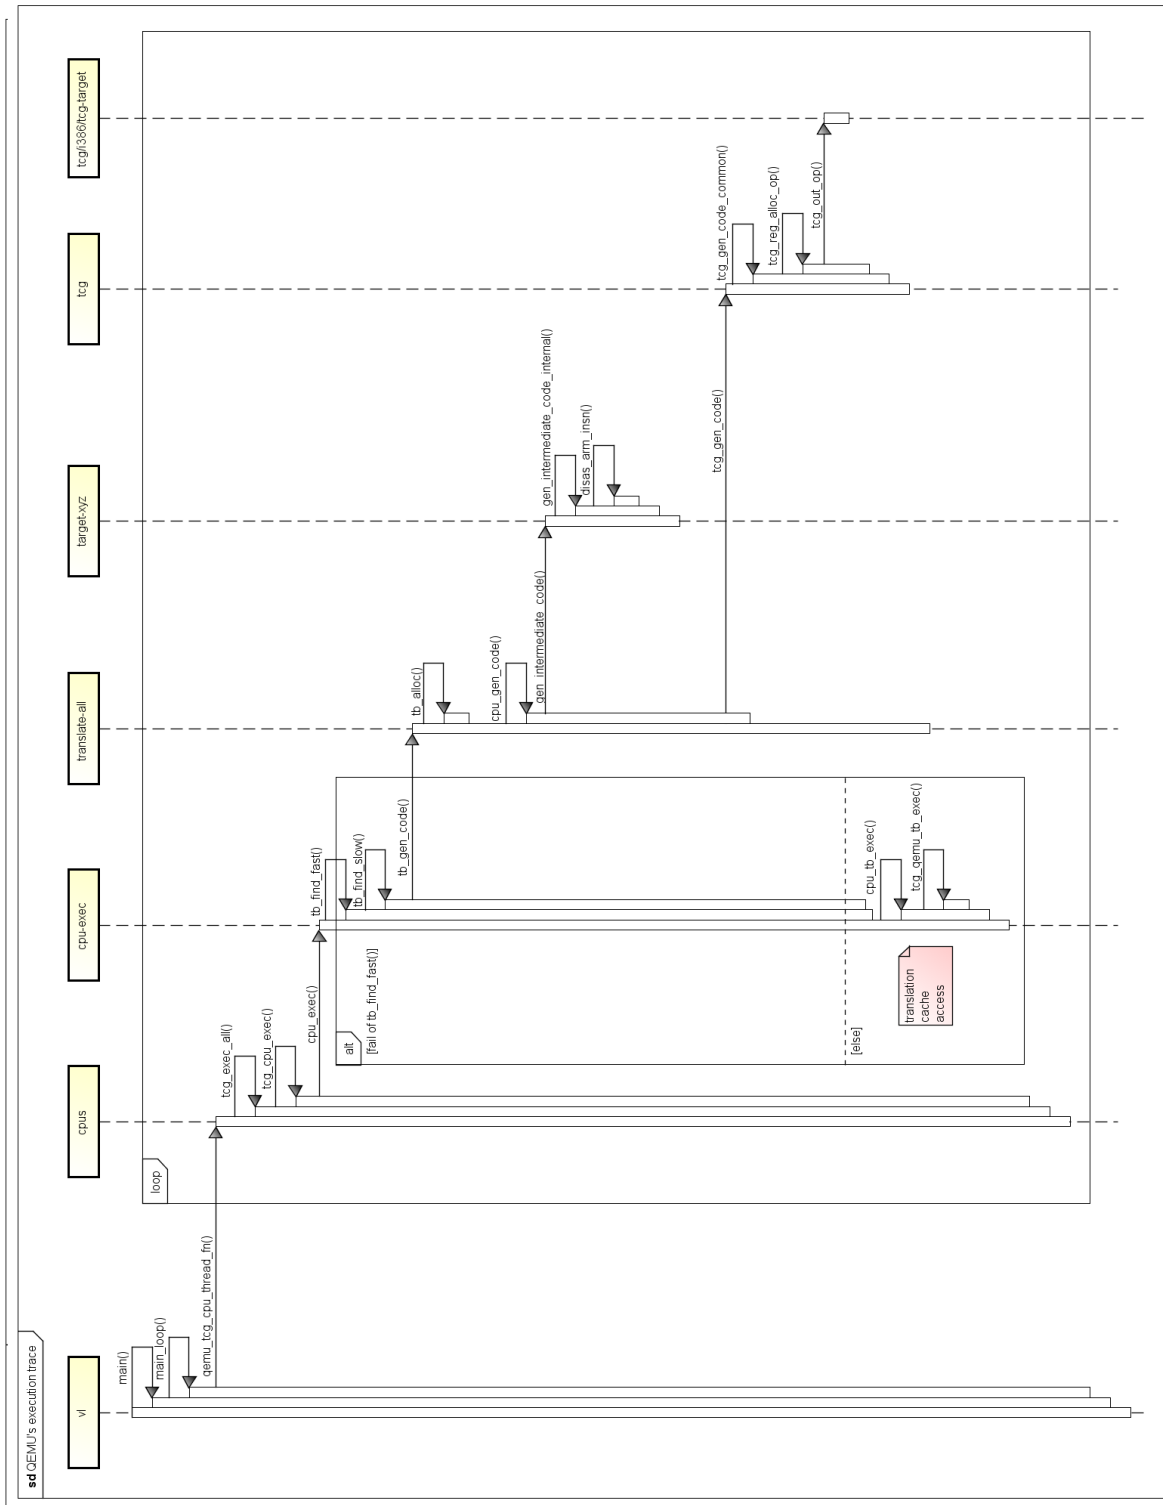 sd QEMU's execution trace
vl
cpus
cpu-exec
translate-all
target-xyz
tcg
tcg/i386/tcg-target
main()
main_loop()
qemu_tcg_cpu_thread_fn()
loop
tcg_exec_all()
tcg_cpu_exec()
cpu_exec()
tb_find_fast()
alt
[fail of tb_find_fast()]
tb_find_slow()
tb_gen_code()
tb_alloc()
cpu_gen_code()
gen_intermediate_code()
gen_intermediate_code_internal()
disas_arm_insn()
tcg_gen_code()
tcg_gen_code_common()
tcg_reg_alloc_op()
tcg_out_op()
[else]
cpu_tb_exec()
tcg_qemu_tb_exec()
translation
cache
access